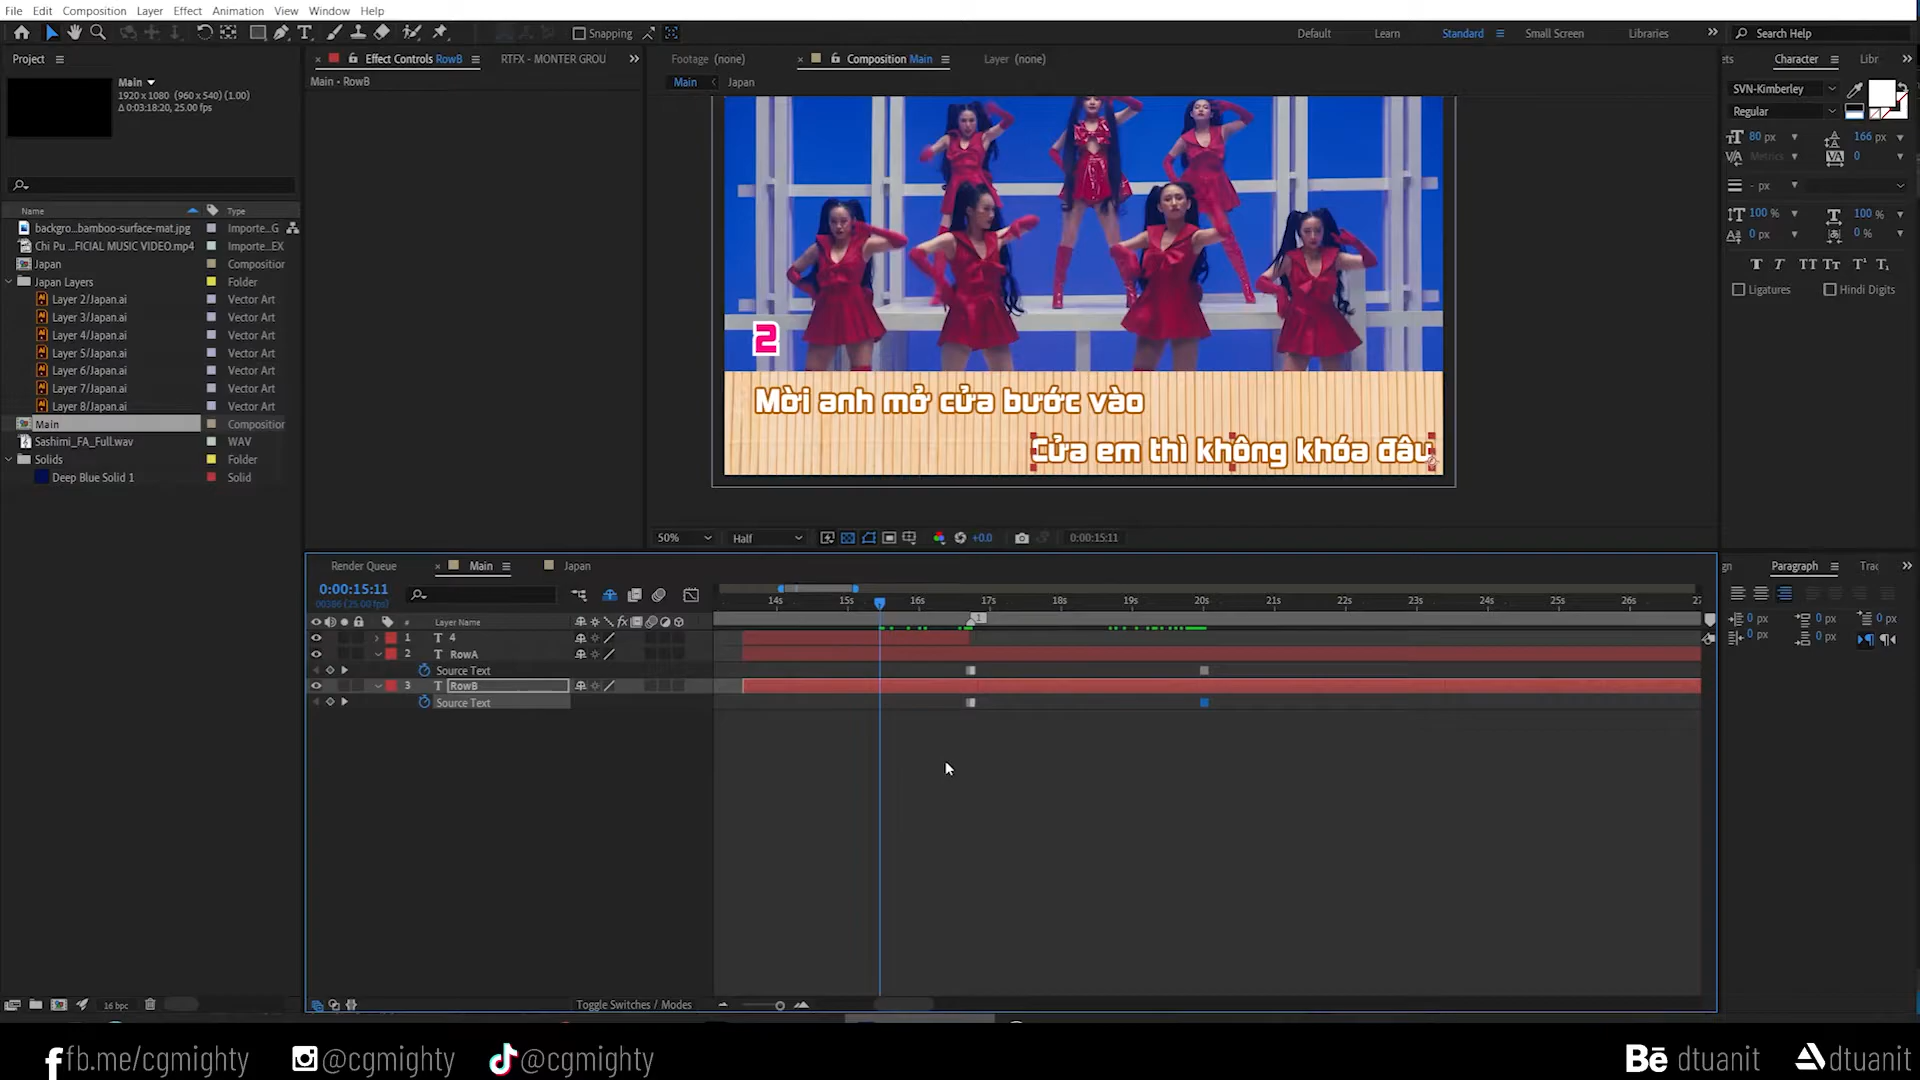 File Edit Composition Layer Effect Animation View Window Help
Snapping
Default Learn Standard Small Screen Libraries Search Help
Project
Main
1920 x 1080 (960 x 540) (1.00)
Δ 0:03:18:20, 25.00 fps
Name Type
backgro...bamboo-surface-mat.jpg Importe...G
Chi Pu ...FICIAL MUSIC VIDEO.mp4 Importe...EX
Japan Composition
Japan Layers Folder
Layer 2/Japan.ai Vector Art
Layer 3/Japan.ai Vector Art
Layer 4/Japan.ai Vector Art
Layer 5/Japan.ai Vector Art
Layer 6/Japan.ai Vector Art
Layer 7/Japan.ai Vector Art
Layer 8/Japan.ai Vector Art
Main Composition
Sashimi_FA_Full.wav WAV
Solids Folder
Deep Blue Solid 1 Solid
16 bpc
Effect Controls RowB RTFX - MONTER GROU
Main • RowB
Footage (none) Composition Main Layer (none)
Main Japan
2
Mời anh mở cửa bước vào
Cửa em thì không khóa đâu
50% Half +0.0 0:00:15:11
Character Libr
SVN-Kimberley
Regular
80 px 166 px
Metrics 0
- px
100 % 100 %
0 px 0 %
Ligatures Hindi Digits
Paragraph Trac
0 px 0 px 0 px
0 px 0 px
Render Queue Main Japan
0:00:15:11
00386 (25.00 fps)
14s 15s 16s 17s 18s 19s 20s 21s 22s 23s 24s 25s 26s 27
# Layer Name
1
1 T 4
2 T RowA
Source Text
3 T RowB
Source Text
Toggle Switches / Modes
fb.me/cgmighty @cgmighty @cgmighty Bē dtuanit dtuanit